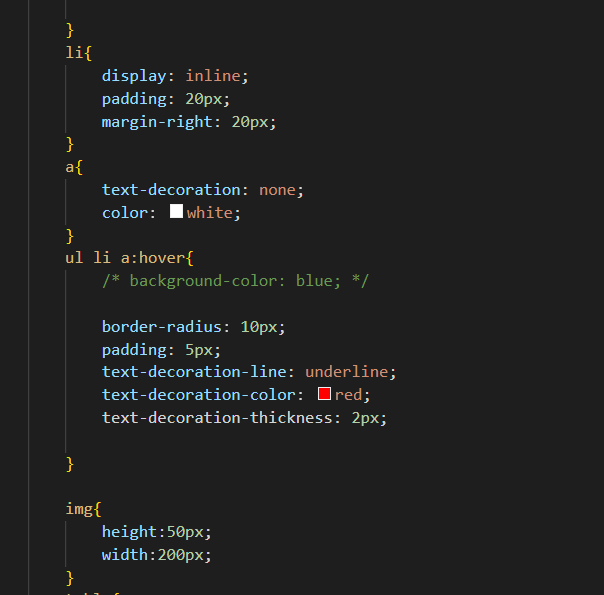 }
li{
display: inline;
padding: 20px;
margin-right: 20px;
}
a{
text-decoration: none;
color: white;
}
ul li a:hover{
/* background-color: blue; */
border-radius: 10px;
padding: 5px;
text-decoration-line: underline;
text-decoration-color: red;
text-decoration-thickness: 2px;
}
img{
height:50px;
width:200px;
}